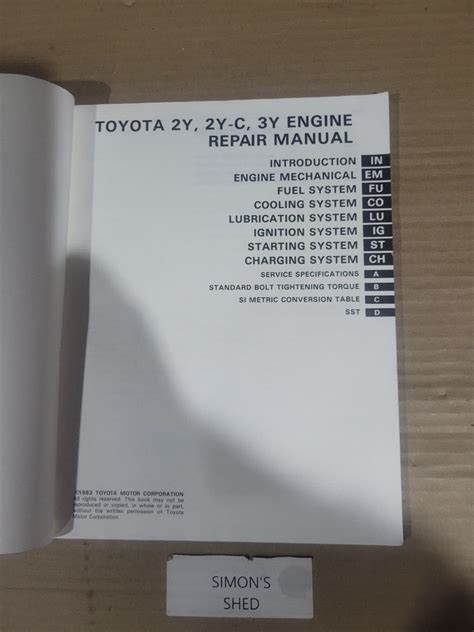 TOYOTA 2Y, 2Y-C, 3Y ENGINE
REPAIR MANUAL
INTRODUCTION IN
ENGINE MECHANICAL EM
FUEL SYSTEM FU
COOLING SYSTEM CO
LUBRICATION SYSTEM LU
IGNITION SYSTEM IG
STARTING SYSTEM ST
CHARGING SYSTEM CH
SERVICE SPECIFICATIONS A
STANDARD BOLT TIGHTENING TORQUE B
SI METRIC CONVERSION TABLE C
SST D
©1983 TOYOTA MOTOR CORPORATION
All rights reserved. This book may not be
reproduced or copied, in whole or in part,
without the written permission of Toyota
Motor Corporation.
SIMON'S
SHED